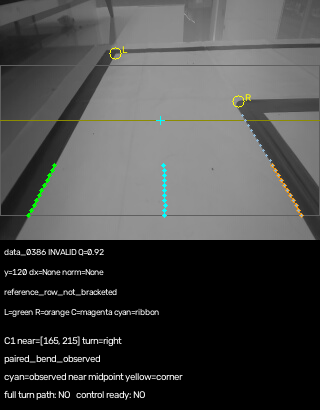 L
R
data_0386 INVALID Q=0.92
y=120 dx=None norm=None
reference_row_not_bracketed
L=green R=orange C=magenta cyan=ribbon
C1 near=[165, 215] turn=right
paired_bend_observed
cyan=observed near midpoint yellow=corner
full turn path: NO control ready: NO